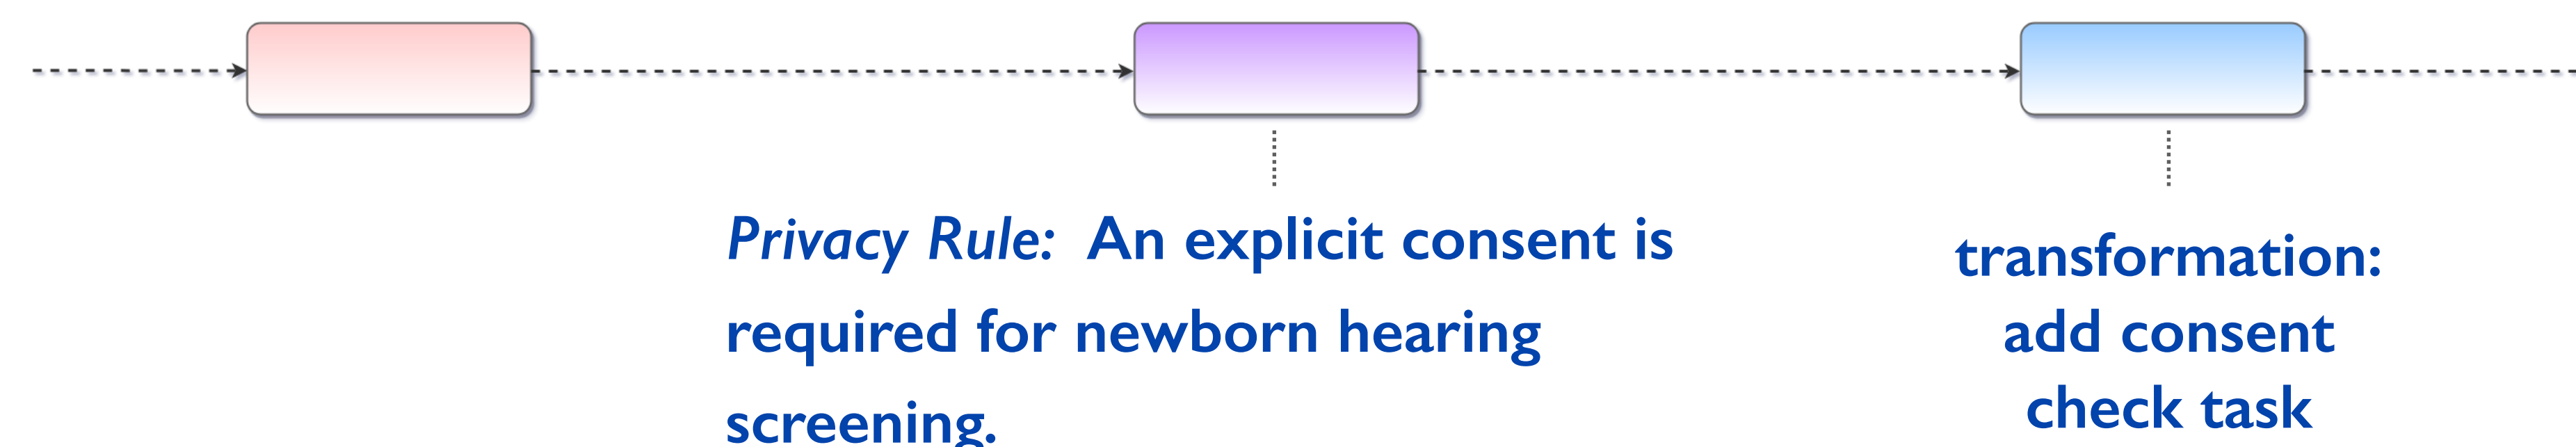 Privacy Rule: An explicit consent is
required for newborn hearing
screening.
transformation:
add consent
check task